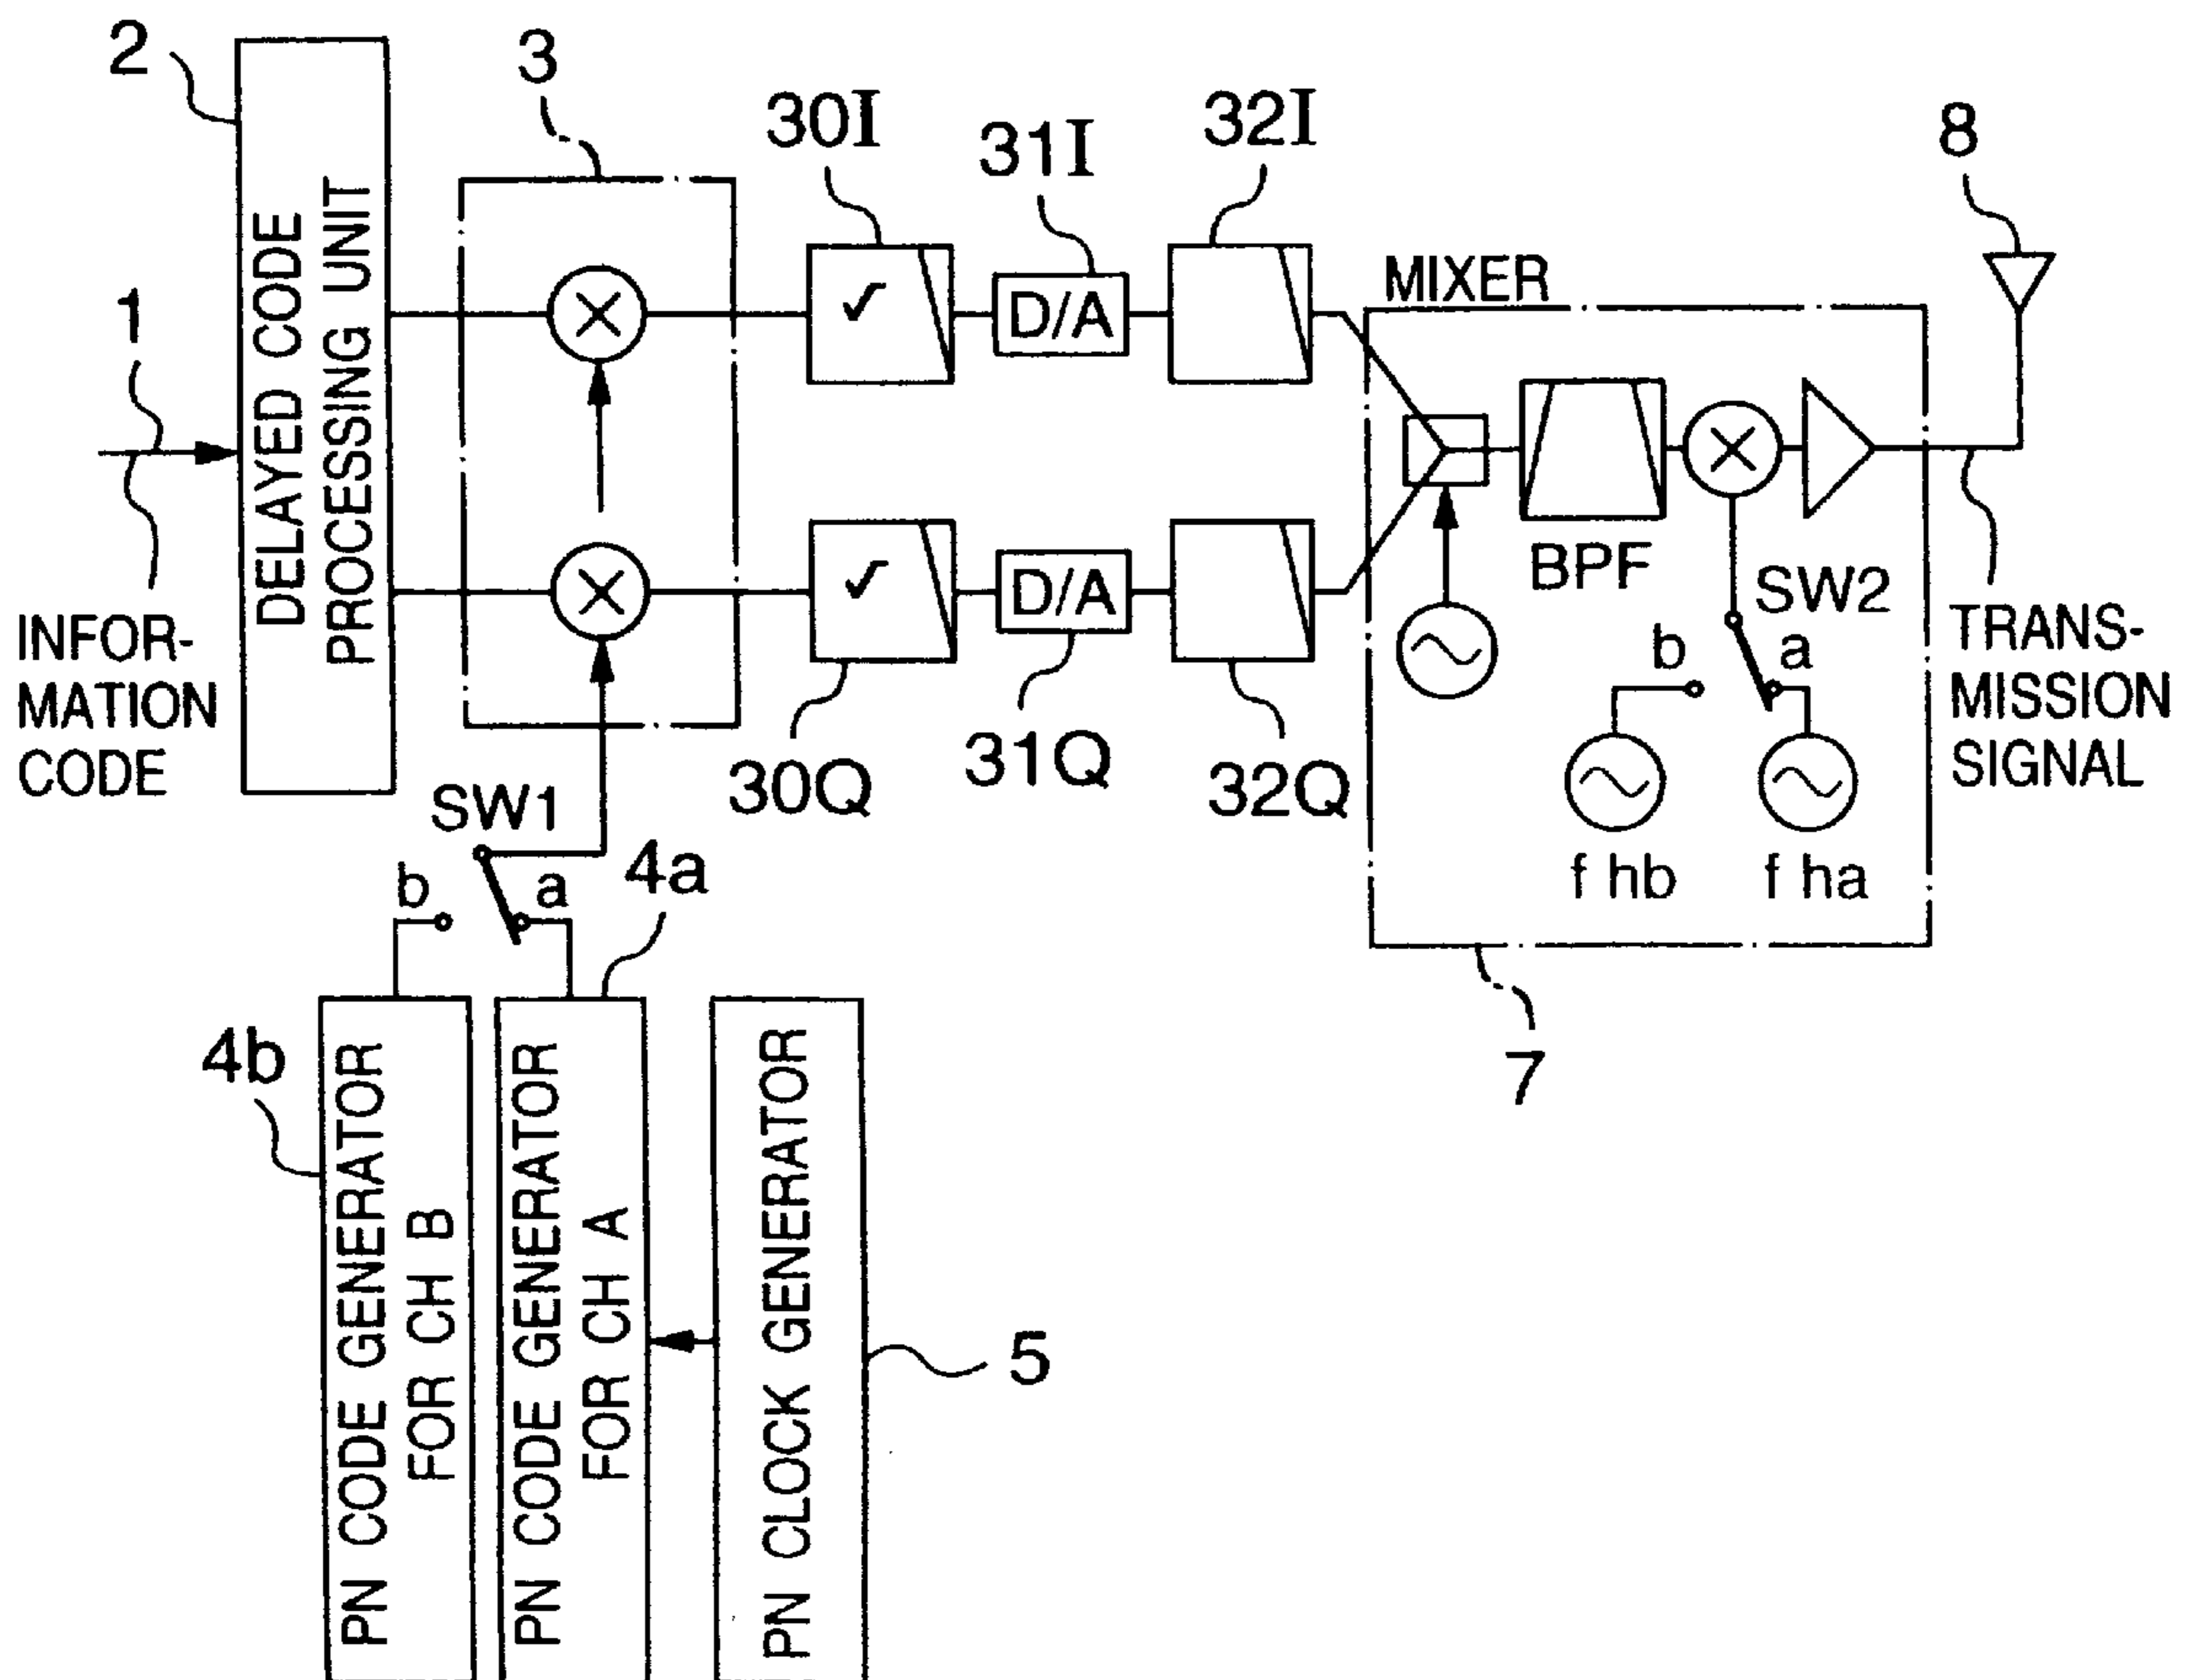 2
3
30I
31I
32I
8
MIXER
1
DELAYED CODE
PROCESSING UNIT
✓
D/A
INFOR-
MATION
CODE
✓
D/A
BPF
SW2
b
a
TRANS-
MISSION
SIGNAL
30Q
31Q
32Q
f hb
f ha
SW1
b
a
4a
7
4b
PN CODE GENERATOR
FOR CH B
PN CODE GENERATOR
FOR CH A
PN CLOCK GENERATOR
5